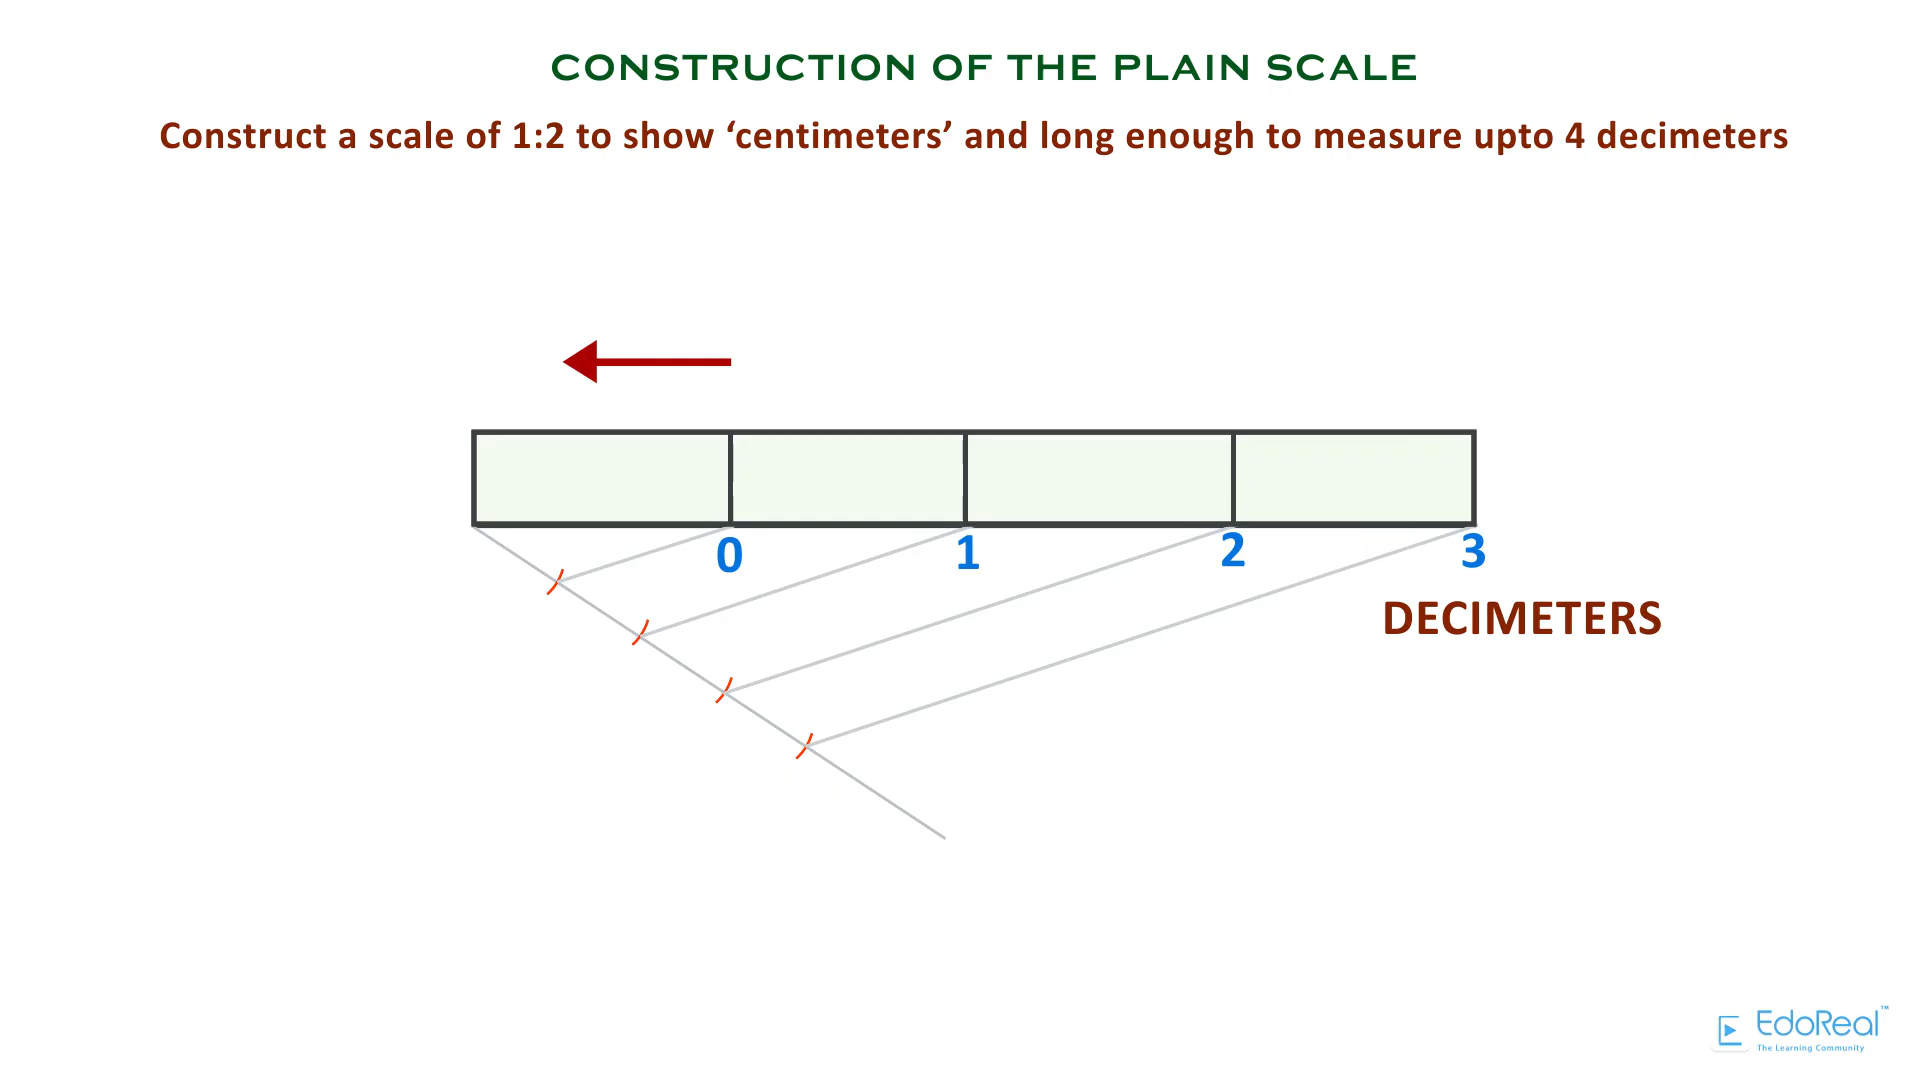 CONSTRUCTION OF THE PLAIN SCALE
Construct a scale of 1:2 to show ‘centimeters’ and long enough to measure upto 4 decimeters
0 1 2 3
DECIMETERS
EdoReal™
The Learning Community